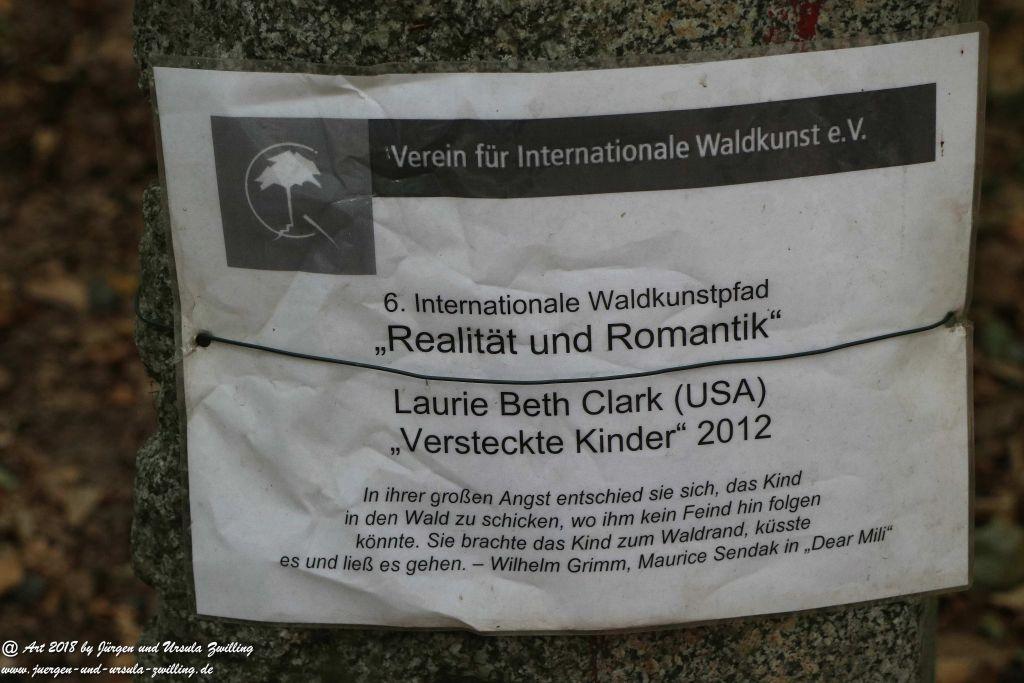 Verein für Internationale Waldkunst e.V.
6. Internationale Waldkunstpfad
„Realität und Romantik“
Laurie Beth Clark (USA)
„Versteckte Kinder“ 2012
In ihrer großen Angst entschied sie sich, das Kind
in den Wald zu schicken, wo ihm kein Feind hin folgen
könnte. Sie brachte das Kind zum Waldrand, küsste
es und ließ es gehen. – Wilhelm Grimm, Maurice Sendak in „Dear Mili“
@ Art 2018 by Jürgen und Ursula Zwilling
www.juergen-und-ursula-zwilling.de